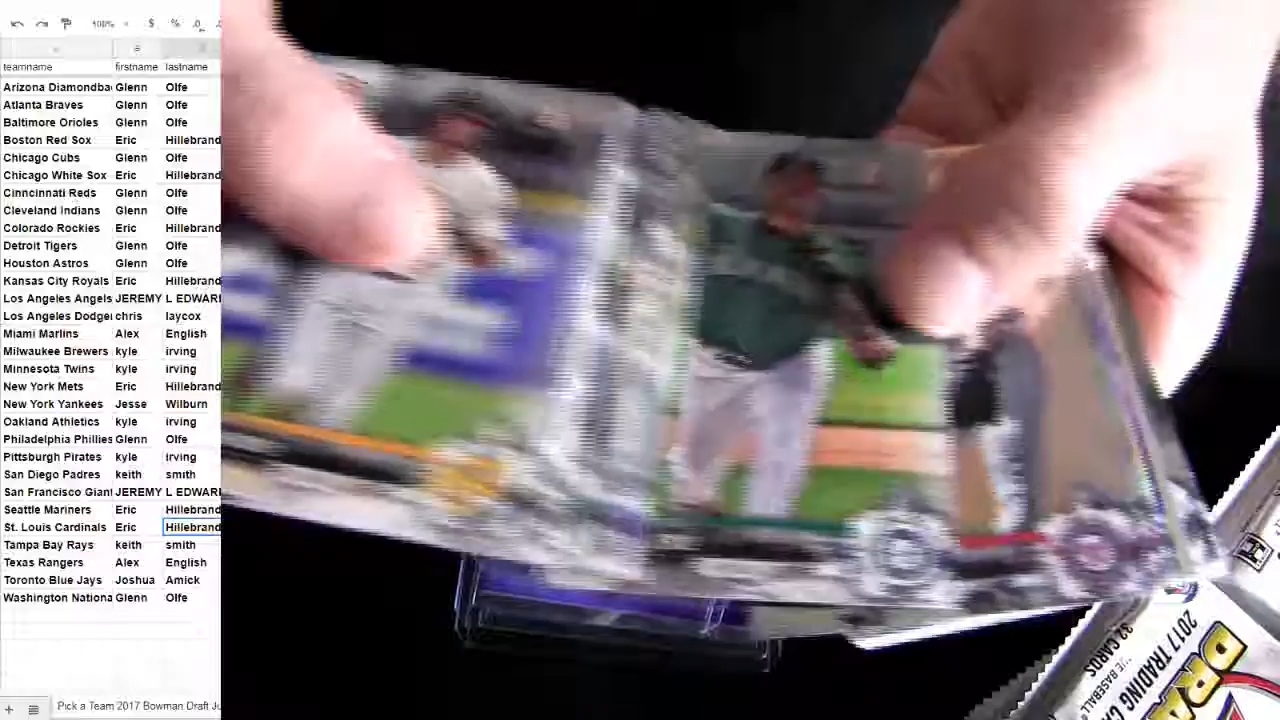 100% $ % .0
teamname firstname lastname
Arizona Diamondba Glenn Olfe
Atlanta Braves Glenn Olfe
Baltimore Orioles Glenn Olfe
Boston Red Sox Eric Hillebrand
Chicago Cubs Glenn Olfe
Chicago White Sox Eric Hillebrand
Cinncinnati Reds Glenn Olfe
Cleveland Indians Glenn Olfe
Colorado Rockies Eric Hillebrand
Detroit Tigers Glenn Olfe
Houston Astros Glenn Olfe
Kansas City Royals Eric Hillebrand
Los Angeles Angels JEREMY L EDWARI
Los Angeles Dodge chris laycox
Miami Marlins Alex English
Milwaukee Brewers kyle irving
Minnesota Twins kyle irving
New York Mets Eric Hillebrand
New York Yankees Jesse Wilburn
Oakland Athletics kyle irving
Philadelphia Phillies Glenn Olfe
Pittsburgh Pirates kyle irving
San Diego Padres keith smith
San Francisco Giant JEREMY L EDWARI
Seattle Mariners Eric Hillebrand
St. Louis Cardinals Eric Hillebrand
Tampa Bay Rays keith smith
Texas Rangers Alex English
Toronto Blue Jays Joshua Amick
Washington Nationa Glenn Olfe
Pick a Team 2017 Bowman Draft Ju
2017 TRADING C
32 CARDS
BASEBALL
DRA